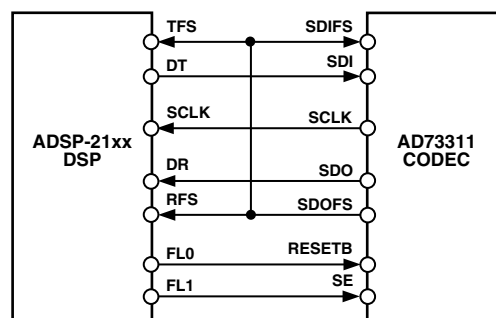 TFS SDIFS
DT SDI
SCLK SCLK
ADSP-21xx
DSP
AD73311
CODEC
DR SDO
RFS SDOFS
FL0 RESETB
FL1 SE